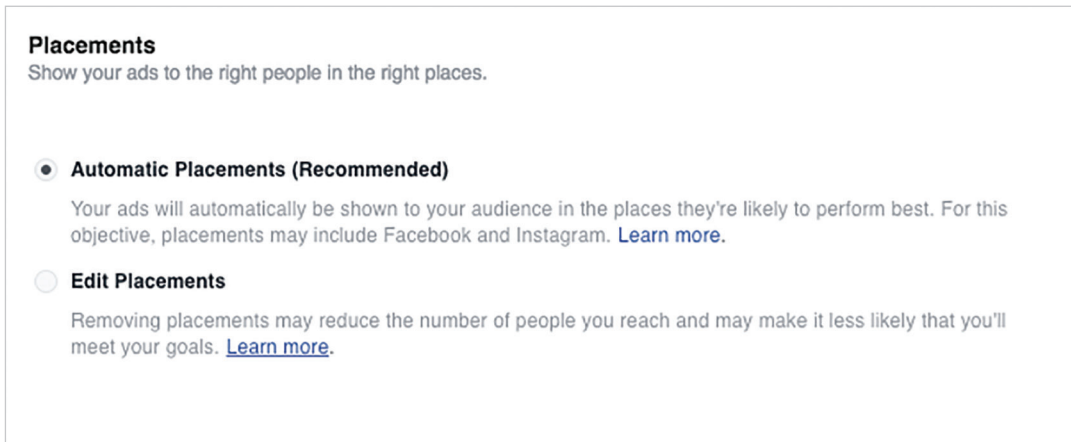 Placements
Show your ads to the right people in the right places.
Automatic Placements (Recommended)
Your ads will automatically be shown to your audience in the places they're likely to perform best. For this
objective, placements may include Facebook and Instagram. Learn more.
Edit Placements
Removing placements may reduce the number of people you reach and may make it less likely that you'll
meet your goals. Learn more.